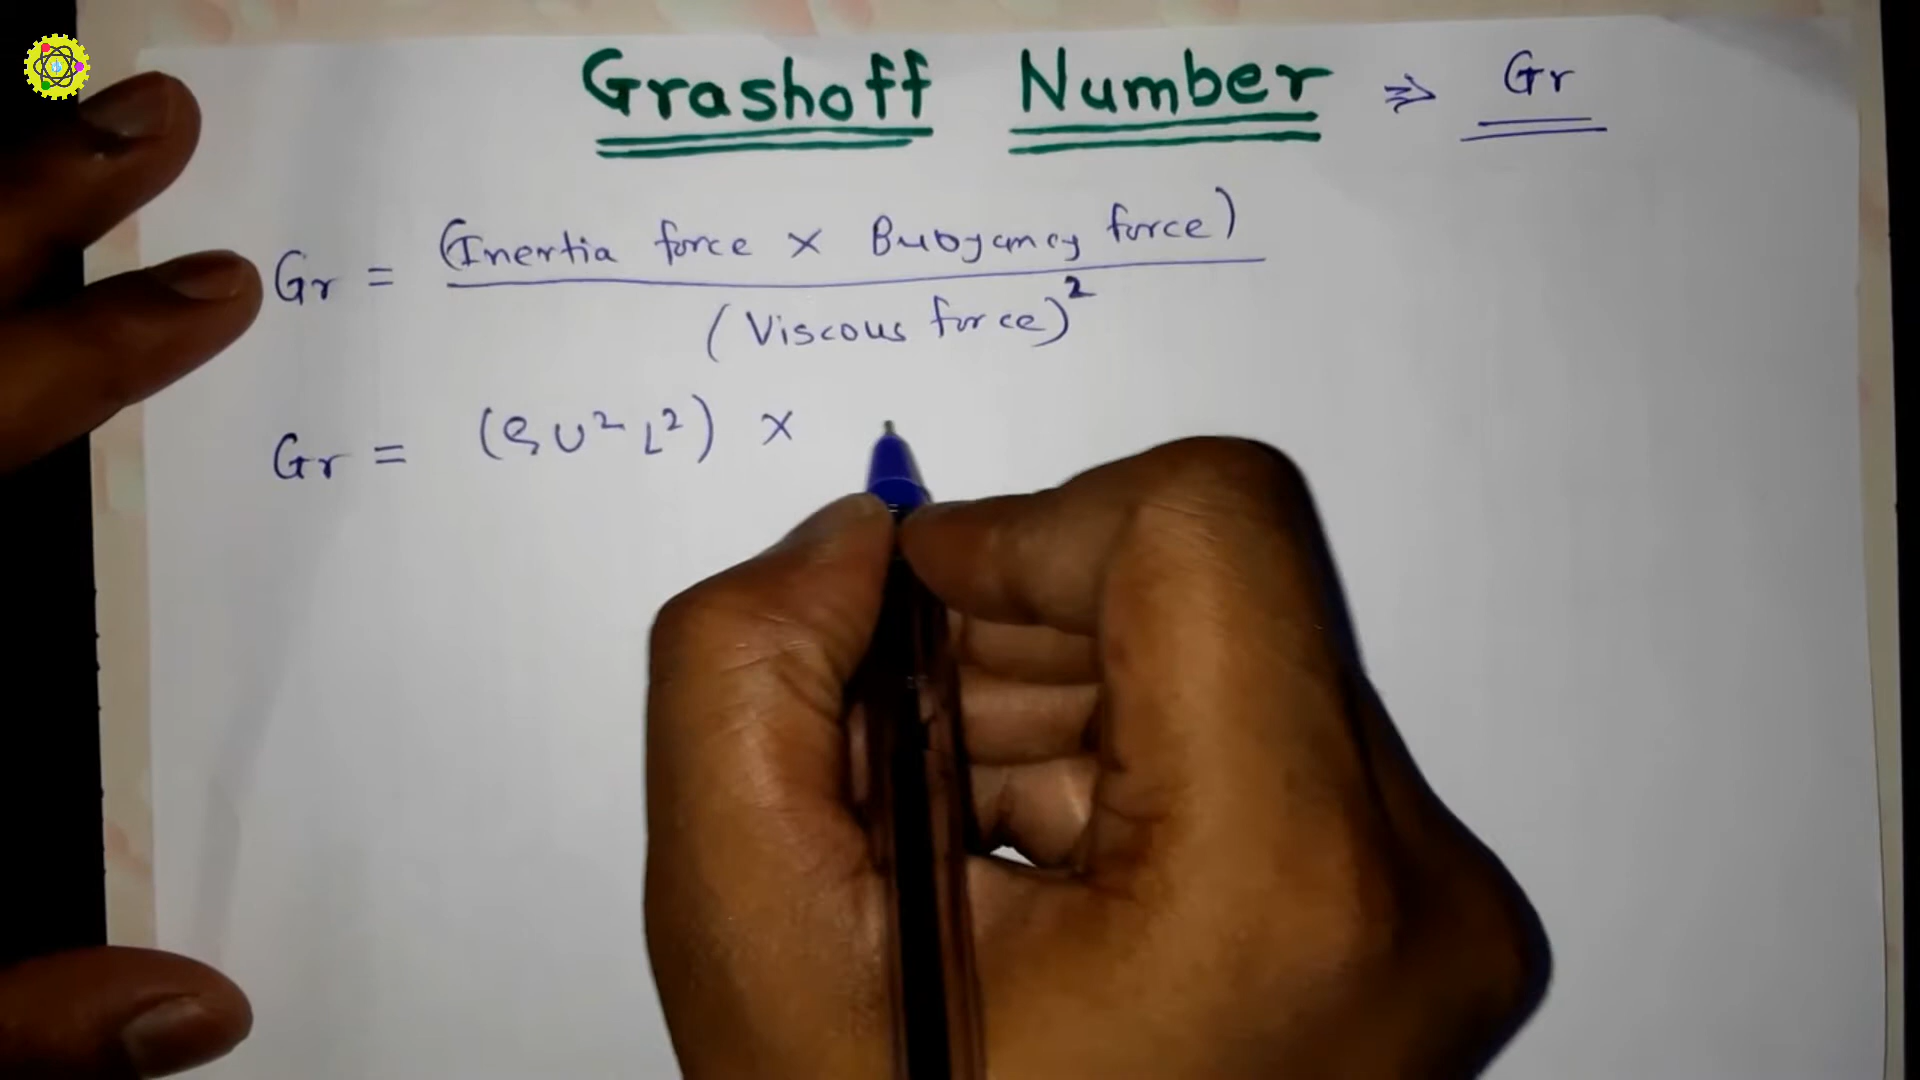 Grashoff Number ⇒ Gr
Gr = (Inertia force × Buoyancy force) / (Viscous force)²
Gr = (ρU²L²) ×